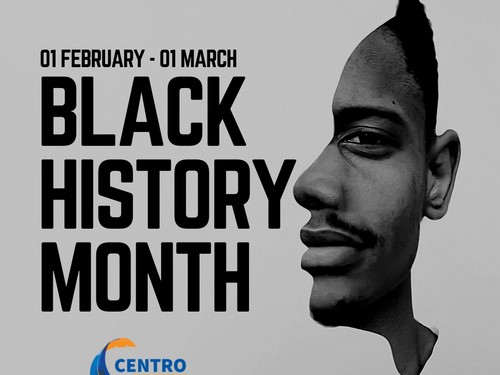 01 FEBRUARY - 01 MARCH
BLACK
HISTORY
MONTH
CENTRO